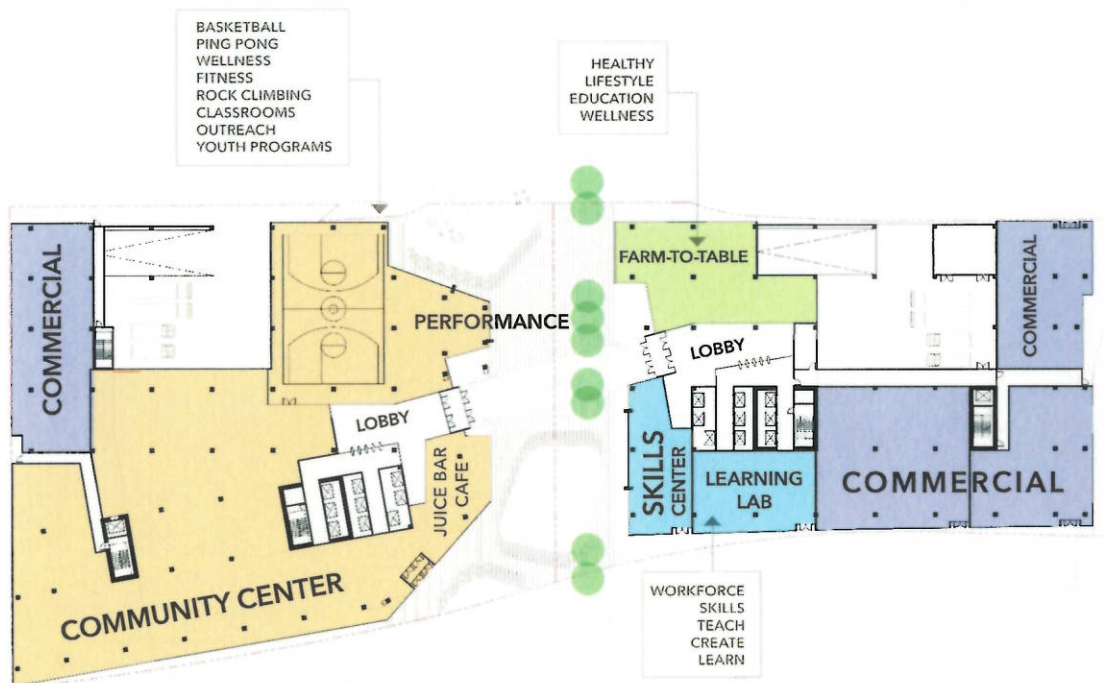 BASKETBALL
PING PONG
WELLNESS
FITNESS
ROCK CLIMBING
CLASSROOMS
OUTREACH
YOUTH PROGRAMS
HEALTHY
LIFESTYLE
EDUCATION
WELLNESS
COMMERCIAL
PERFORMANCE
LOBBY
JUICE BAR
CAFE
COMMUNITY CENTER
FARM-TO-TABLE
LOBBY
COMMERCIAL
SKILLS
CENTER
LEARNING
LAB
COMMERCIAL
WORKFORCE
SKILLS
TEACH
CREATE
LEARN